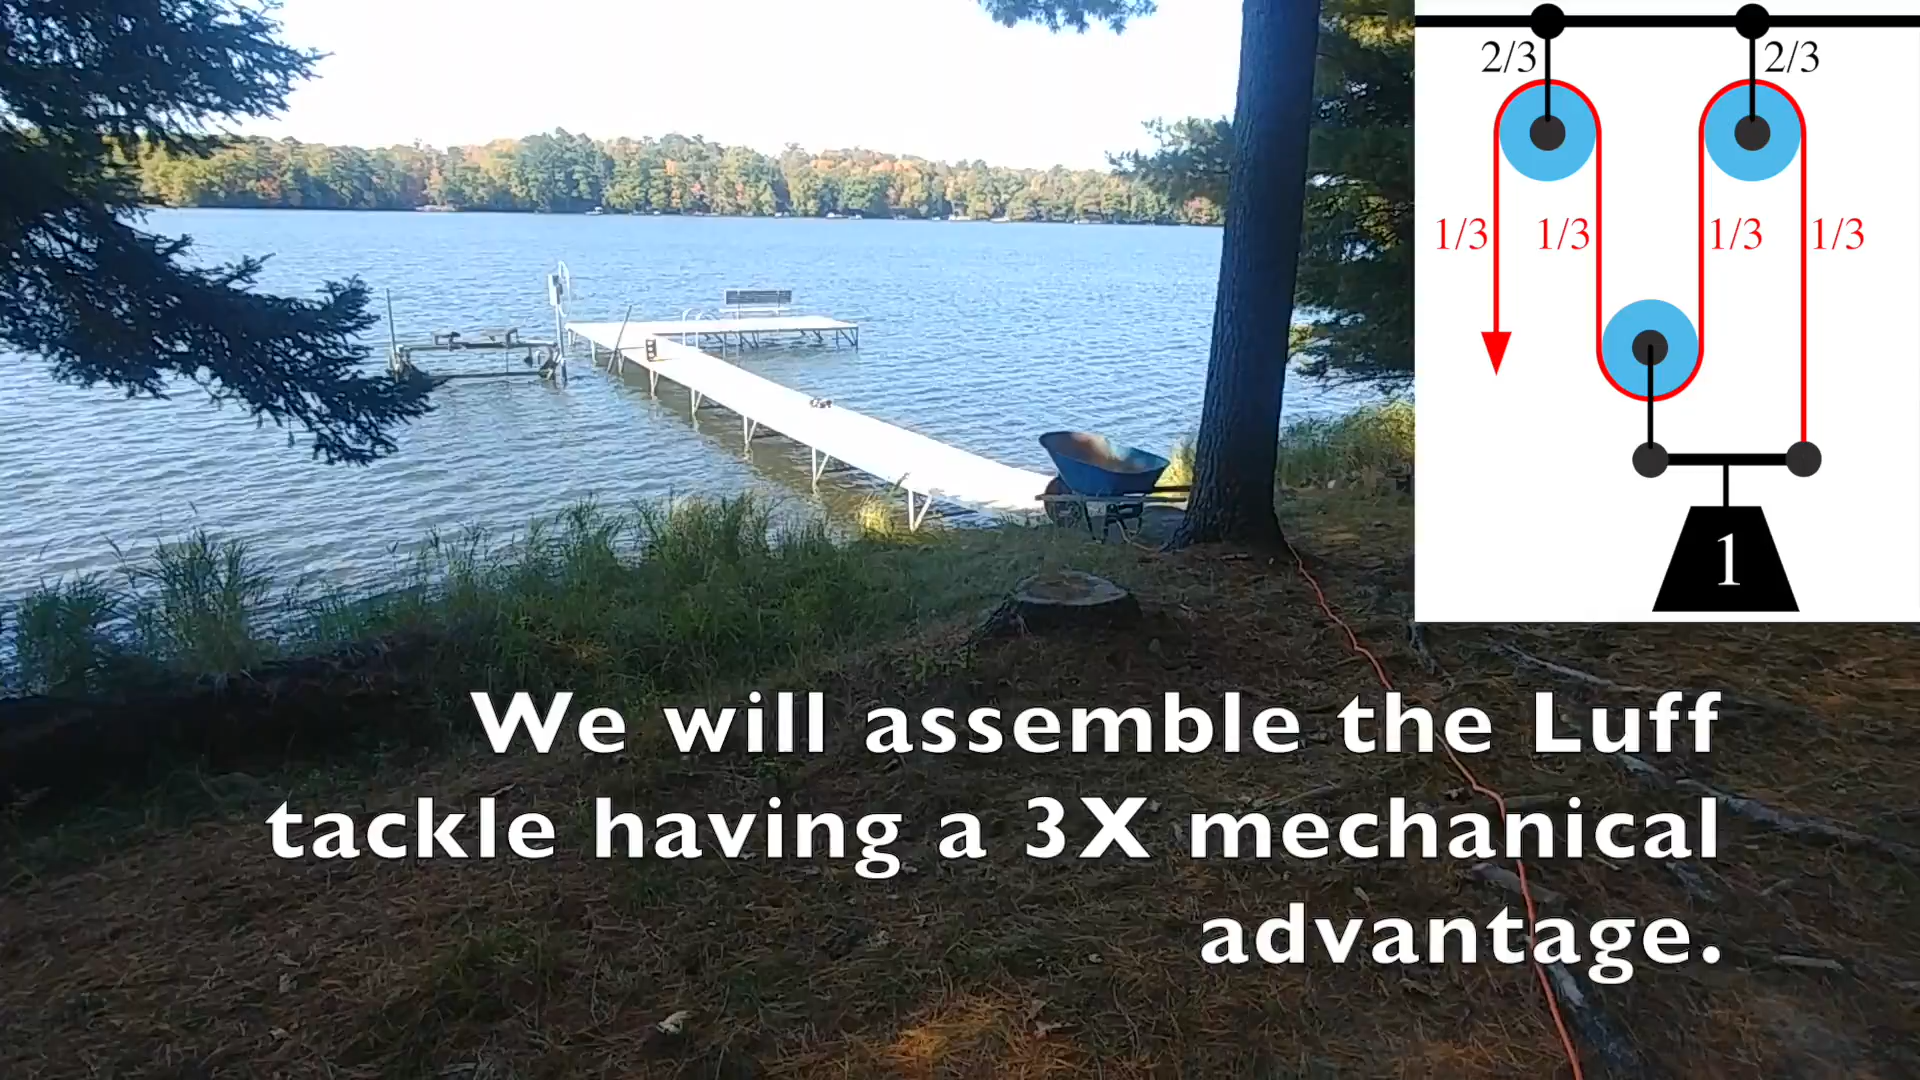 2/3 2/3
1/3 1/3 1/3 1/3
1
We will assemble the Luff
tackle having a 3X mechanical
advantage.